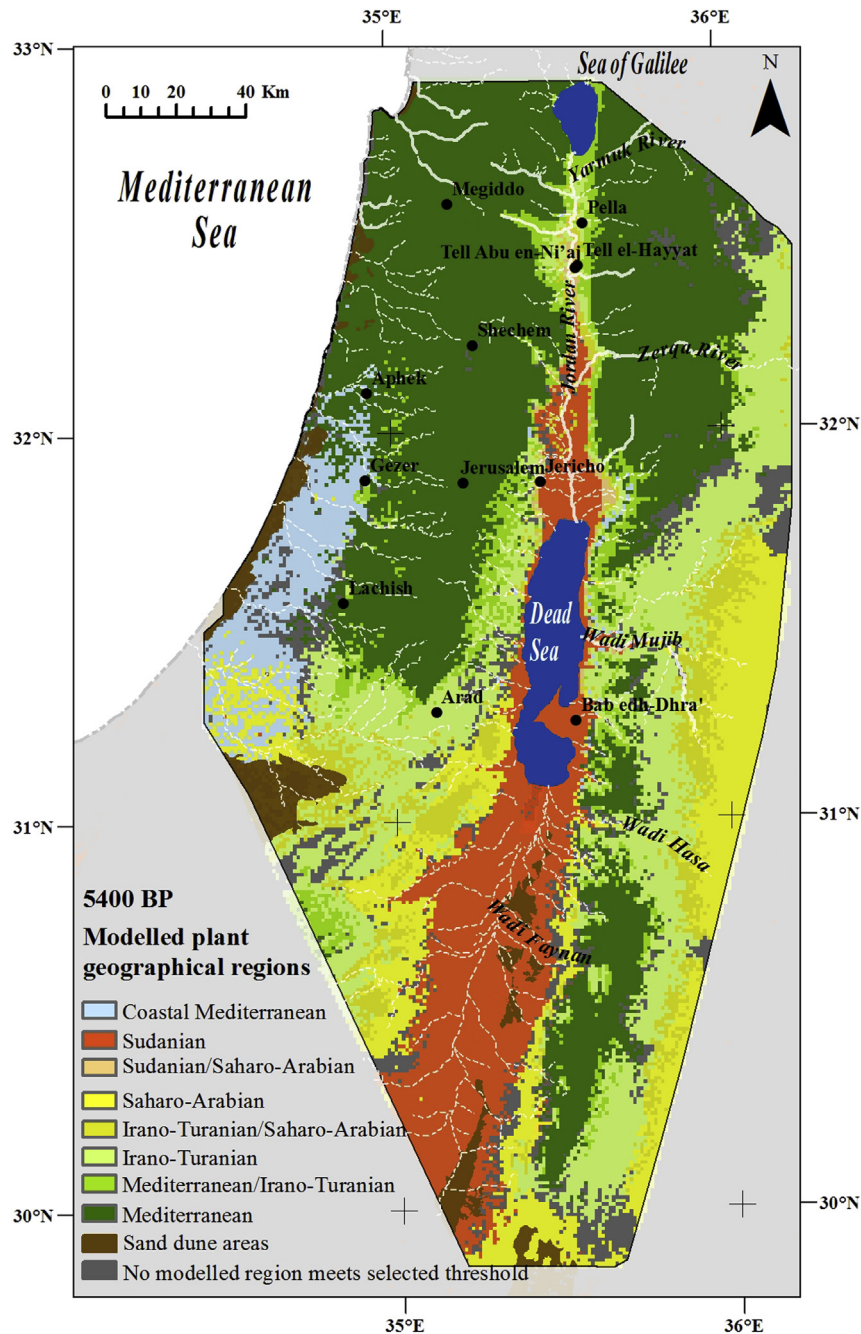 35°E
36°E
33°N
Sea of Galilee
N
0 10 20 40 Km
Yarmuk River
Mediterranean
Sea
Megiddo
Pella
Tell Abu en-Ni'aj
Tell el-Hayyat
Jordan River
Shechem
Zerqa River
Aphek
32°N
32°N
Gezer
Jerusalem
Jericho
Lachish
Dead
Sea
Wadi Mujib
Arad
Bab edh-Dhra'
31°N
31°N
Wadi Hasa
5400 BP
Modelled plant
geographical regions
Wadi Faynan
Coastal Mediterranean
Sudanian
Sudanian/Saharo-Arabian
Saharo-Arabian
Irano-Turanian/Saharo-Arabian
Irano-Turanian
Mediterranean/Irano-Turanian
Mediterranean
Sand dune areas
No modelled region meets selected threshold
30°N
30°N
35°E
36°E